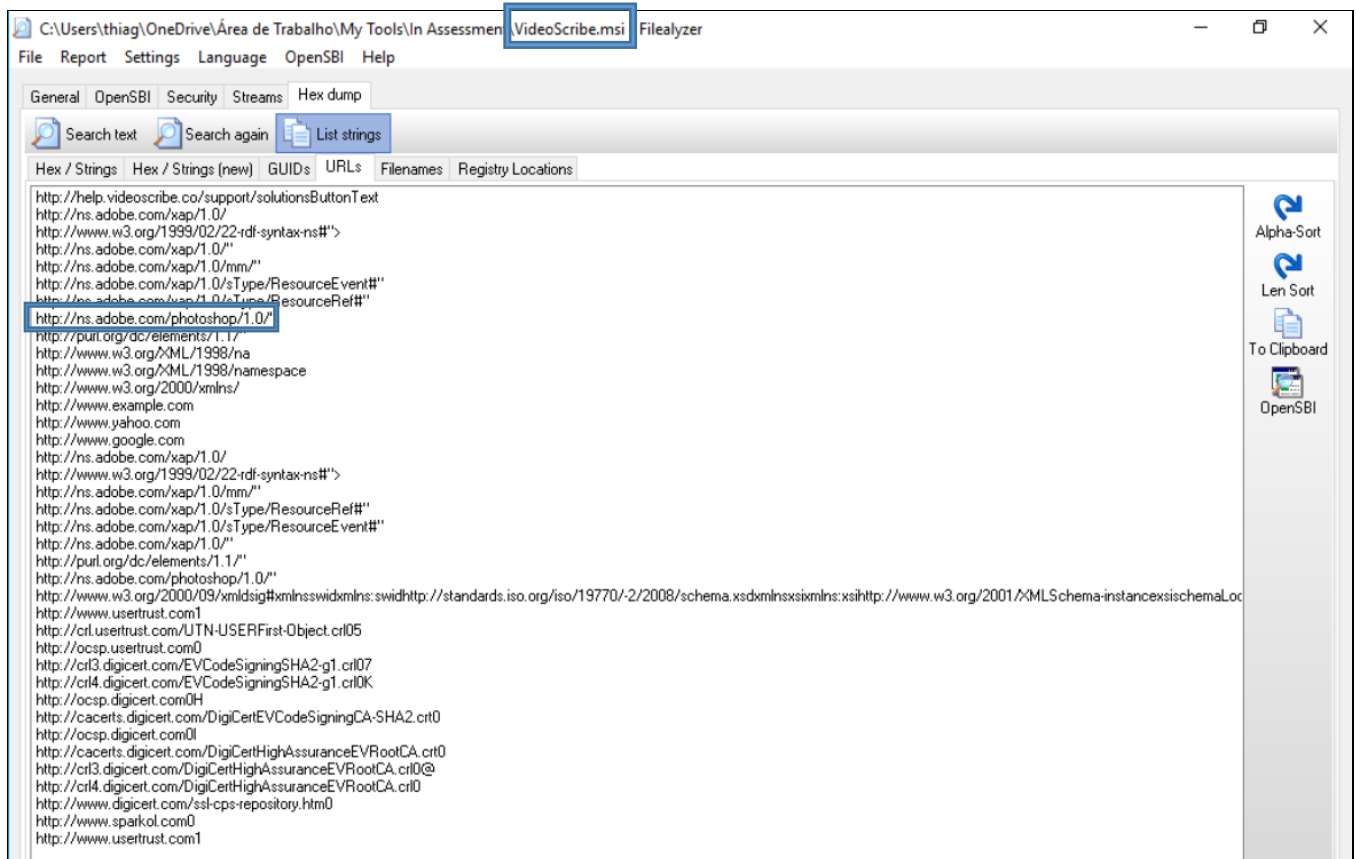 C:\Users\thiag\OneDrive\Área de Trabalho\My Tools\In Assessmen \VideoScribe.msi Filealyzer
File Report Settings Language OpenSBI Help
General OpenSBI Security Streams Hex dump
Search text Search again List strings
Hex / Strings Hex / Strings (new) GUIDs URLs Filenames Registry Locations
http://help.videoscribe.co/support/solutionsButtonText
http://ns.adobe.com/xap/1.0/
http://www.w3.org/1999/02/22-rdf-syntax-ns#">
http://ns.adobe.com/xap/1.0/"
http://ns.adobe.com/xap/1.0/mm/"
http://ns.adobe.com/xap/1.0/sType/ResourceEvent#"
http://ns.adobe.com/xap/1.0/sType/ResourceRef#"
http://ns.adobe.com/photoshop/1.0/"
http://purl.org/dc/elements/1.1/"
http://www.w3.org/XML/1998/na
http://www.w3.org/XML/1998/namespace
http://www.w3.org/2000/xmlns/
http://www.example.com
http://www.yahoo.com
http://www.google.com
http://ns.adobe.com/xap/1.0/
http://www.w3.org/1999/02/22-rdf-syntax-ns#">
http://ns.adobe.com/xap/1.0/mm/"
http://ns.adobe.com/xap/1.0/sType/ResourceRef#"
http://ns.adobe.com/xap/1.0/sType/ResourceEvent#"
http://ns.adobe.com/xap/1.0/"
http://purl.org/dc/elements/1.1/"
http://ns.adobe.com/photoshop/1.0/"
http://www.w3.org/2000/09/xmldsig#xmlnsswidxmlns:swidhttp://standards.iso.org/iso/19770/-2/2008/schema.xsdxmlnsxsixmlns:xsihttp://www.w3.org/2001/XMLSchema-instancexsischemaLoc
http://www.usertrust.com1
http://crl.usertrust.com/UTN-USERFirst-Object.crl05
http://ocsp.usertrust.com0
http://crl3.digicert.com/EVCodeSigningSHA2-g1.crl07
http://crl4.digicert.com/EVCodeSigningSHA2-g1.crl0K
http://ocsp.digicert.com0H
http://cacerts.digicert.com/DigiCertEVCodeSigningCA-SHA2.crt0
http://ocsp.digicert.com0I
http://cacerts.digicert.com/DigiCertHighAssuranceEVRootCA.crt0
http://crl3.digicert.com/DigiCertHighAssuranceEVRootCA.crl0@
http://crl4.digicert.com/DigiCertHighAssuranceEVRootCA.crl0
http://www.digicert.com/ssl-cps-repository.htm0
http://www.sparkol.com0
http://www.usertrust.com1
Alpha-Sort
Len Sort
To Clipboard
OpenSBI